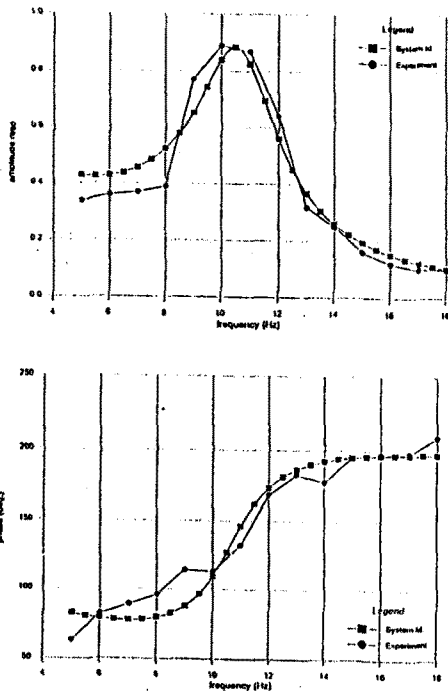 1.0
0.8
0.6
0.4
0.2
0.0
amplitude ratio
4 6 8 10 12 14 16 18
frequency (Hz)
Legend
System Id
Experiment
200
150
100
50
4 6 8 10 12 14 16 18
frequency (Hz)
Legend
System Id
Experiment